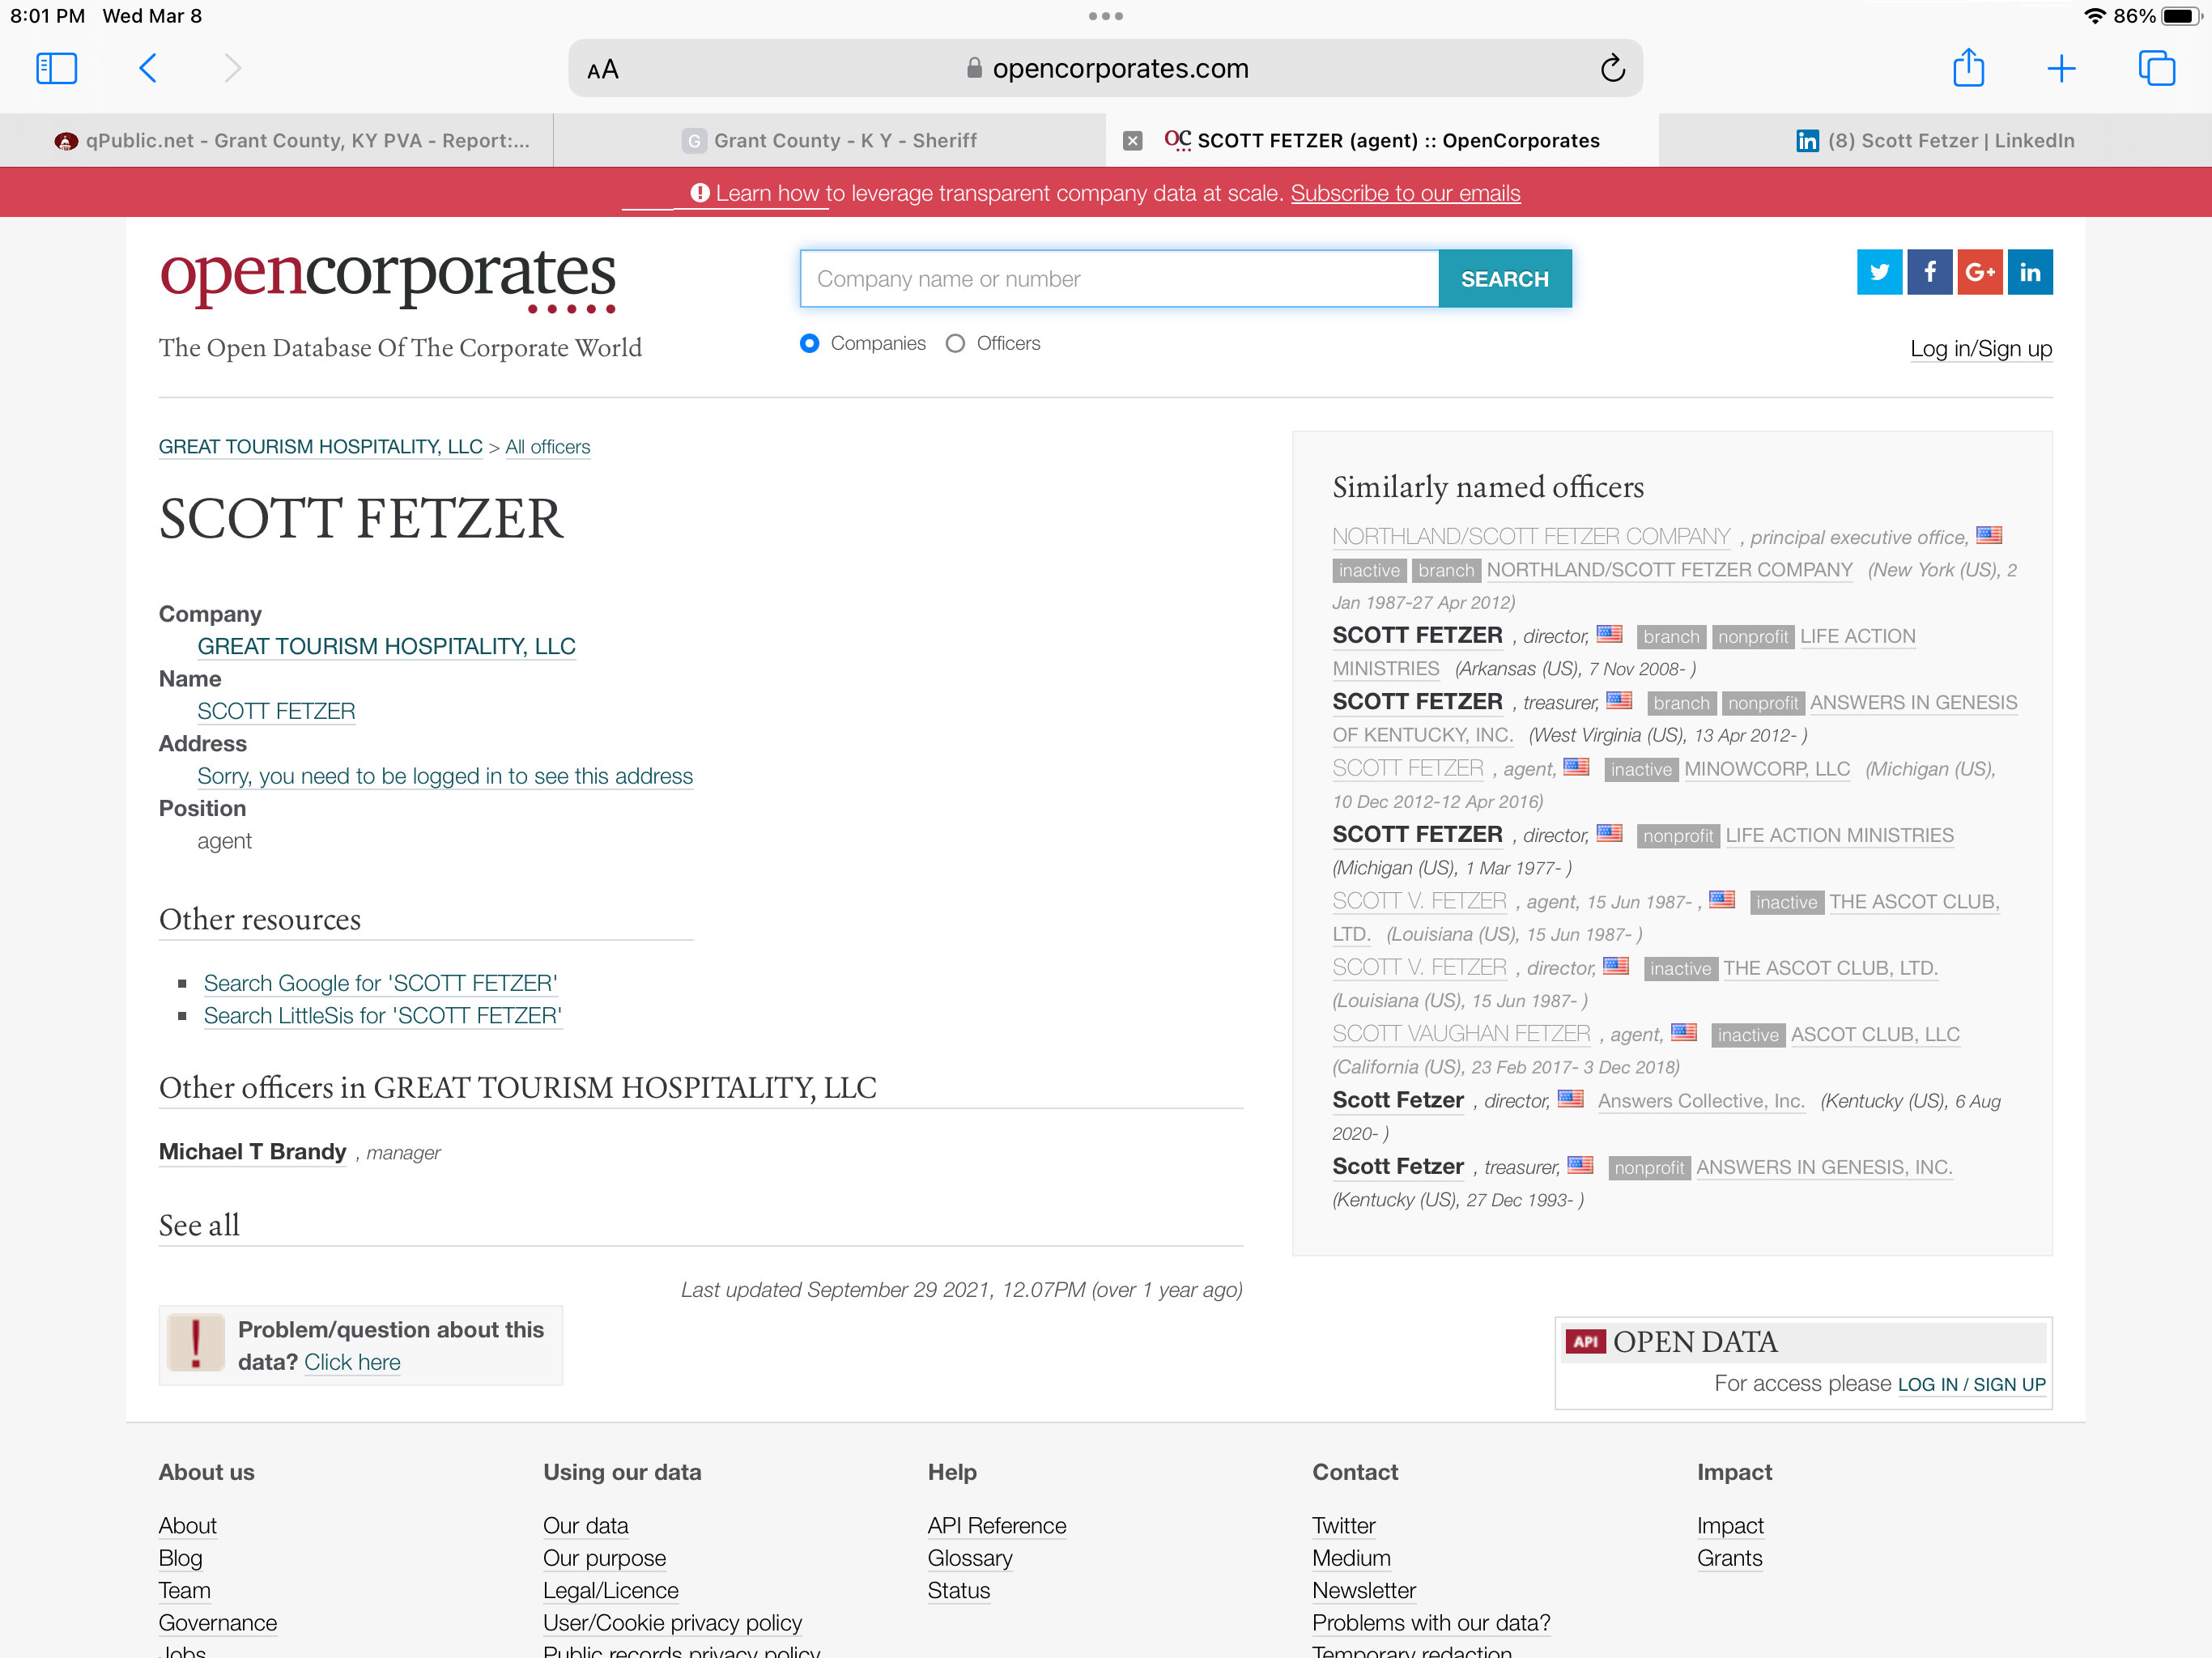 8:01 PM Wed Mar 8
86%
AA opencorporates.com
qPublic.net - Grant County, KY PVA - Report:...
G Grant County - K Y - Sheriff
SCOTT FETZER (agent) :: OpenCorporates
(8) Scott Fetzer | LinkedIn
Learn how to leverage transparent company data at scale. Subscribe to our emails
opencorporates
The Open Database Of The Corporate World
Company name or number
SEARCH
Companies Officers
Log in/Sign up
GREAT TOURISM HOSPITALITY, LLC > All officers
SCOTT FETZER
Company
GREAT TOURISM HOSPITALITY, LLC
Name
SCOTT FETZER
Address
Sorry, you need to be logged in to see this address
Position
agent
Other resources
Search Google for 'SCOTT FETZER'
Search LittleSis for 'SCOTT FETZER'
Other officers in GREAT TOURISM HOSPITALITY, LLC
Michael T Brandy , manager
See all
Last updated September 29 2021, 12.07PM (over 1 year ago)
Problem/question about this
data? Click here
Similarly named officers
NORTHLAND/SCOTT FETZER COMPANY , principal executive office,
inactive branch NORTHLAND/SCOTT FETZER COMPANY (New York (US), 2
Jan 1987-27 Apr 2012)
SCOTT FETZER , director, branch nonprofit LIFE ACTION
MINISTRIES (Arkansas (US), 7 Nov 2008- )
SCOTT FETZER , treasurer, branch nonprofit ANSWERS IN GENESIS
OF KENTUCKY, INC. (West Virginia (US), 13 Apr 2012- )
SCOTT FETZER , agent, inactive MINOWCORP, LLC (Michigan (US),
10 Dec 2012-12 Apr 2016)
SCOTT FETZER , director, nonprofit LIFE ACTION MINISTRIES
(Michigan (US), 1 Mar 1977- )
SCOTT V. FETZER , agent, 15 Jun 1987- , inactive THE ASCOT CLUB,
LTD. (Louisiana (US), 15 Jun 1987- )
SCOTT V. FETZER , director, inactive THE ASCOT CLUB, LTD.
(Louisiana (US), 15 Jun 1987- )
SCOTT VAUGHAN FETZER , agent, inactive ASCOT CLUB, LLC
(California (US), 23 Feb 2017- 3 Dec 2018)
Scott Fetzer , director, Answers Collective, Inc. (Kentucky (US), 6 Aug
2020- )
Scott Fetzer , treasurer, nonprofit ANSWERS IN GENESIS, INC.
(Kentucky (US), 27 Dec 1993- )
API OPEN DATA
For access please LOG IN / SIGN UP
About us
About
Blog
Team
Governance
Jobs
Using our data
Our data
Our purpose
Legal/Licence
User/Cookie privacy policy
Public records privacy policy
Help
API Reference
Glossary
Status
Contact
Twitter
Medium
Newsletter
Problems with our data?
Temporary redaction
Impact
Impact
Grants